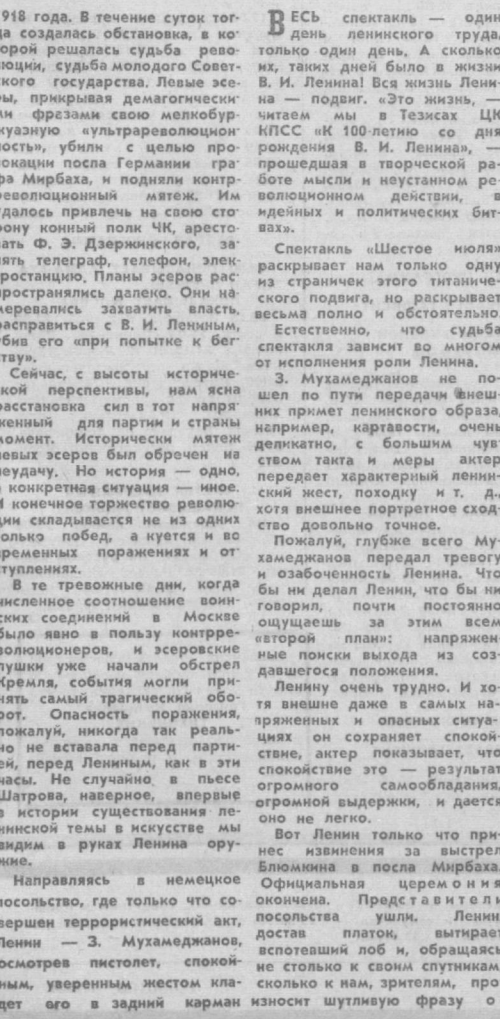 918 года. В течение суток тог-
да создалась обстановка, в ко-
торой решалась судьба рево-
люции, судьба молодого Совет-
ского государства. Левые эсе-
ры, прикрывая демагогически-
ми фразами свою мелкобур-
жуазную «ультрареволюцион-
ность», убили с целью про-
вокации посла Германии гра-
фа Мирбаха, и подняли контр-
революционный мятеж. Им
удалось привлечь на свою сто-
рону конный полк ЧК, аресто-
вать Ф. Э. Дзержинского, за-
нять телеграф, телефон, элек-
тростанцию. Планы эсеров рас-
пространялись далеко. Они на-
меревались захватить власть,
расправиться с В. И. Лениным,
убив его «при попытке к бег-
ству».
Сейчас, с высоты историче-
ской перспективы, нам ясна
расстановка сил в тот напря-
женный для партии и страны
момент. Исторически мятеж
левых эсеров был обречен на
неудачу. Но история — одно,
а конкретная ситуация — иное.
И конечное торжество револю-
ции складывается не из одних
только побед, а куется и во
временных поражениях и от-
ступлениях.
В те тревожные дни, когда
численное соотношение воин-
ских соединений в Москве
было явно в пользу контрре-
волюционеров, и эсеровские
пушки уже начали обстрел
Кремля, события могли при-
нять самый трагический обо-
рот. Опасность поражения,
пожалуй, никогда так реаль-
но не вставала перед парти-
ей, перед Лениным, как в эти
часы. Не случайно в пьесе
Шатрова, наверное, впервые
в истории существования ле-
нинской темы в искусстве мы
видим в руках Ленина ору-
жие.
Направляясь в немецкое
посольство, где только что со-
вершен террористический акт,
Ленин — З. Мухамеджанов,
осмотрев пистолет, спокой-
ным, уверенным жестом кла-
дет его в задний карман
ВЕСЬ спектакль — один
день ленинского труда,
только один день. А сколько
их, таких дней было в жизни
В. И. Ленина! Вся жизнь Лени-
на — подвиг. «Это жизнь, —
читаем мы в Тезисах ЦК
КПСС «К 100-летию со дня
рождения В. И. Ленина», —
прошедшая в творческой ра-
боте мысли и неустанном ре-
волюционном действии, в
идейных и политических бит-
вах».
Спектакль «Шестое июля»
раскрывает нам только одну
из страничек этого титаниче-
ского подвига, но раскрывает
весьма полно и обстоятельно.
Естественно, что судьба
спектакля зависит во многом
от исполнения роли Ленина.
З. Мухамеджанов не по-
шел по пути передачи внеш-
них примет ленинского образа,
например, картавости, очень
деликатно, с большим чув-
ством такта и меры актер
передает характерный ленин-
ский жест, походку и т. д.,
хотя внешнее портретное сход-
ство довольно точное.
Пожалуй, глубже всего Му-
хамеджанов передал тревогу
и озабоченность Ленина. Что
бы ни делал Ленин, что бы ни
говорил, почти постоянно
ощущаешь за этим всем
«второй план»: напряжен-
ные поиски выхода из соз-
давшегося положения.
Ленину очень трудно. И хо-
тя внешне даже в самых на-
пряженных и опасных ситуа-
циях он сохраняет спокой-
ствие, актер показывает, что
спокойствие это — результат
огромного самообладания,
огромной выдержки, и дается
оно не легко.
Вот Ленин только что при-
нес извинения за выстрел
Блюмкина в посла Мирбаха.
Официальная церемония
окончена. Представители
посольства ушли. Ленин
достав платок, вытирает
вспотевший лоб и, обращаясь
не столько к своим спутникам
сколько к нам, зрителям, про-
износит шутливую фразу о